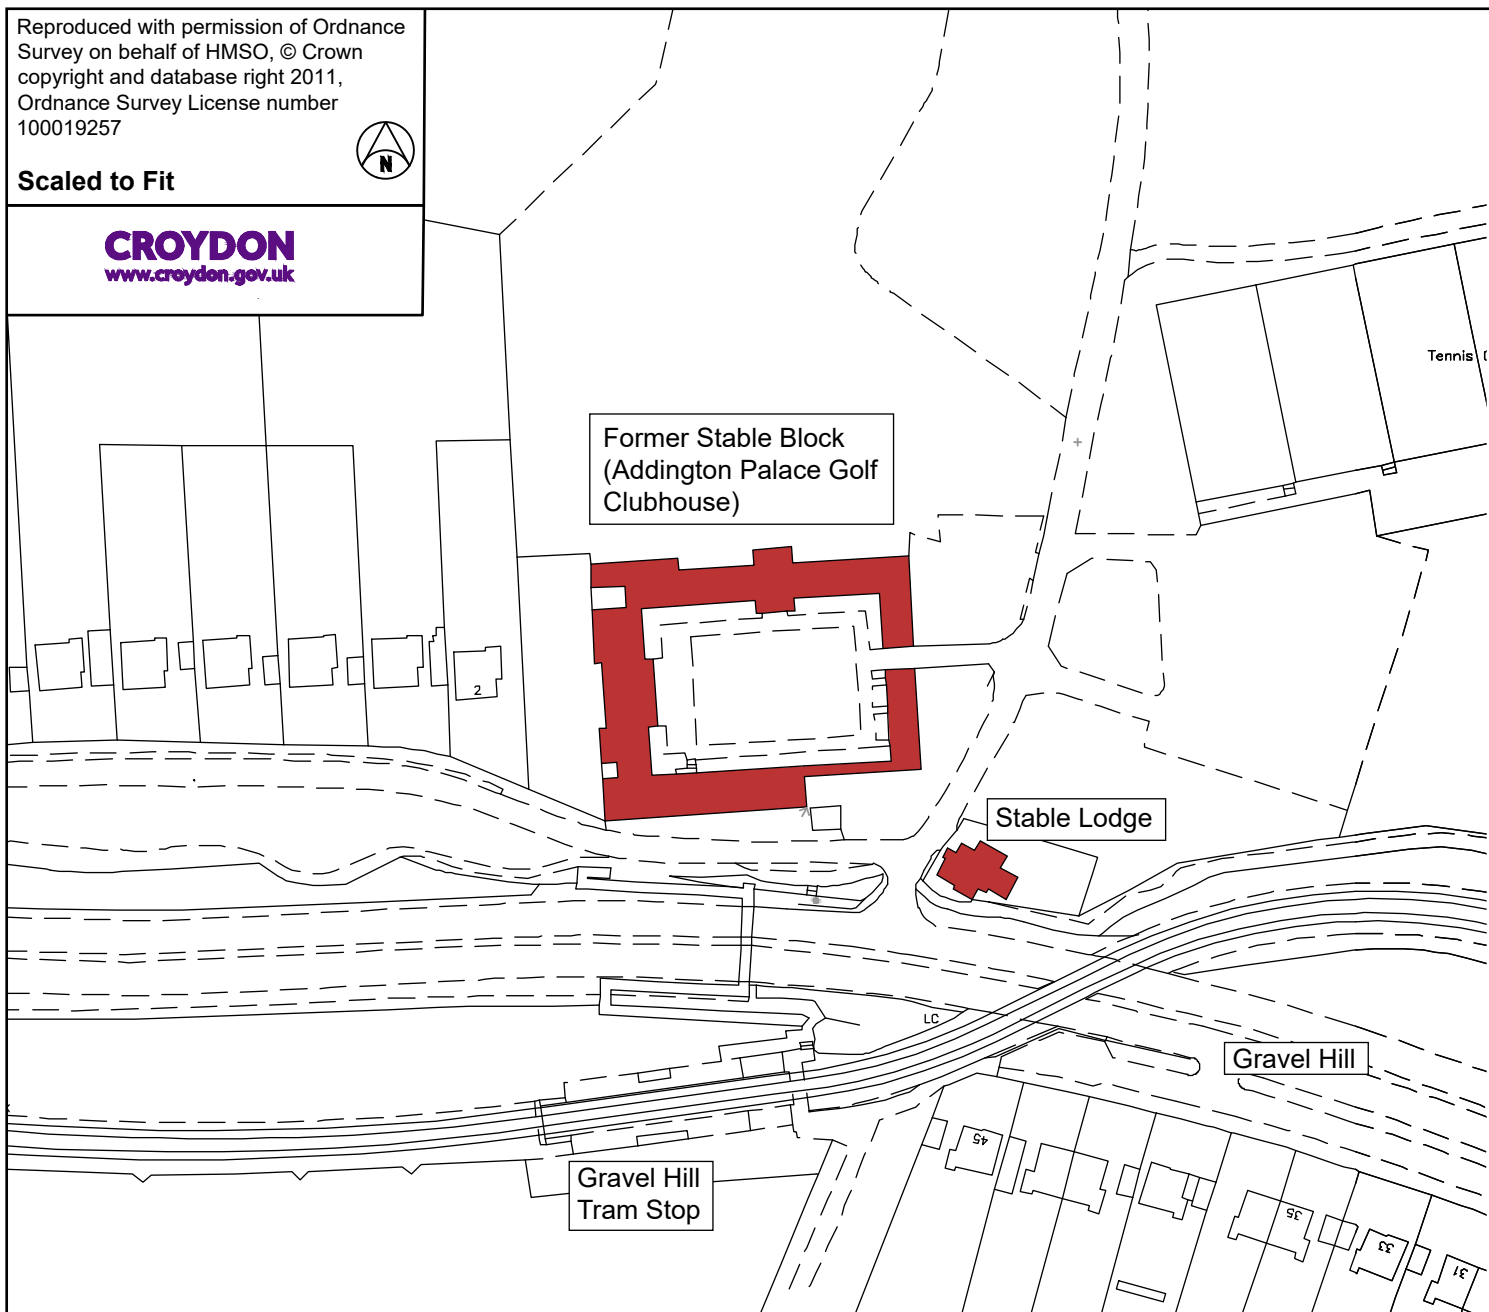 Reproduced with permission of Ordnance
Survey on behalf of HMSO, © Crown
copyright and database right 2011,
Ordnance Survey License number
100019257
N
Scaled to Fit
CROYDON
www.croydon.gov.uk
Tennis
Former Stable Block
(Addington Palace Golf
Clubhouse)
2
Stable Lodge
LC
Gravel Hill
45
Gravel Hill
Tram Stop
35
33
31